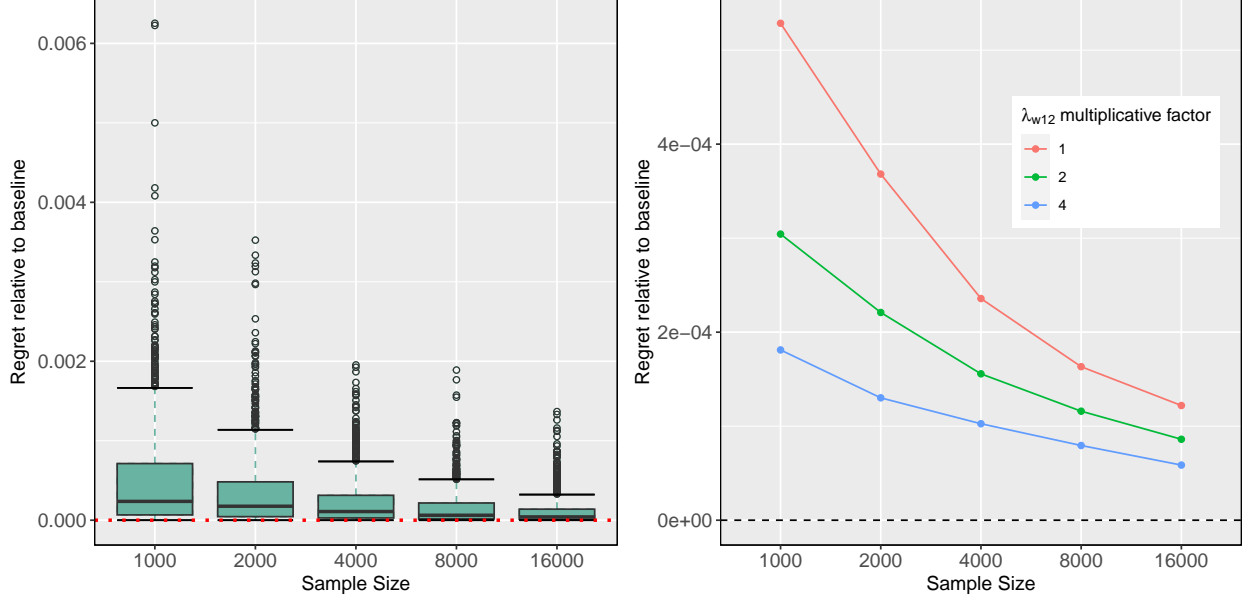 Regret relative to baseline
0.006
0.004
0.002
0.000
1000 2000 4000 8000 16000
Sample Size
Regret relative to baseline
4e−04
2e−04
0e+00
λw12 multiplicative factor
1
2
4
1000 2000 4000 8000 16000
Sample Size